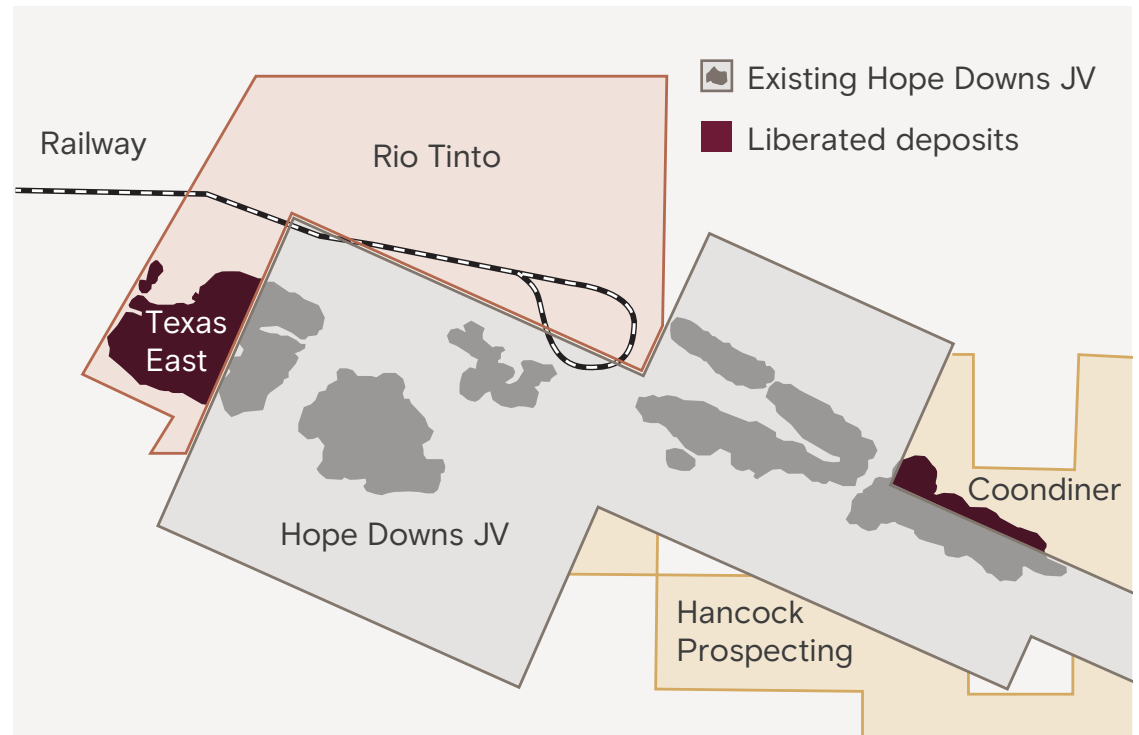 Existing Hope Downs JV
Liberated deposits
Railway
Rio Tinto
Texas
East
Coondiner
Hope Downs JV
Hancock
Prospecting